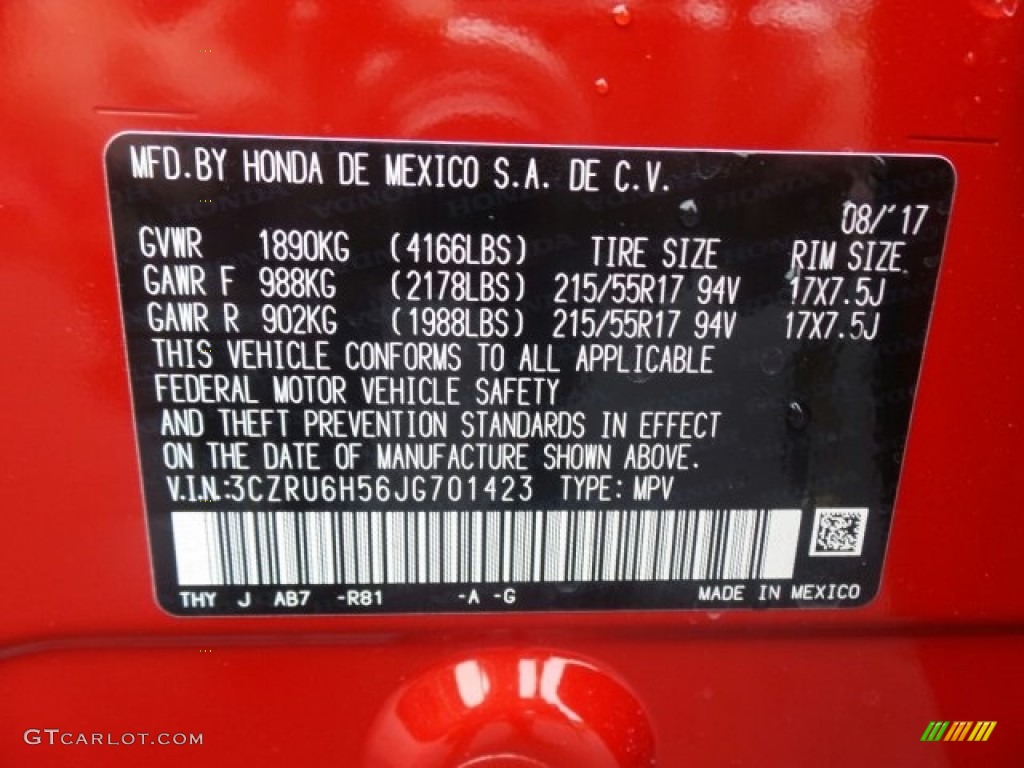 MFD.BY HONDA DE MEXICO S.A. DE C.V.
08/'17
GVWR 1890KG (4166LBS) TIRE SIZE RIM SIZE
GAWR F 988KG (2178LBS) 215/55R17 94V 17X7.5J
GAWR R 902KG (1988LBS) 215/55R17 94V 17X7.5J
THIS VEHICLE CONFORMS TO ALL APPLICABLE
FEDERAL MOTOR VEHICLE SAFETY
AND THEFT PREVENTION STANDARDS IN EFFECT
ON THE DATE OF MANUFACTURE SHOWN ABOVE.
V.I.N.:3CZRU6H56JG701423 TYPE: MPV
THY J AB7 -R81 -A -G MADE IN MEXICO
GTCARLOT.COM